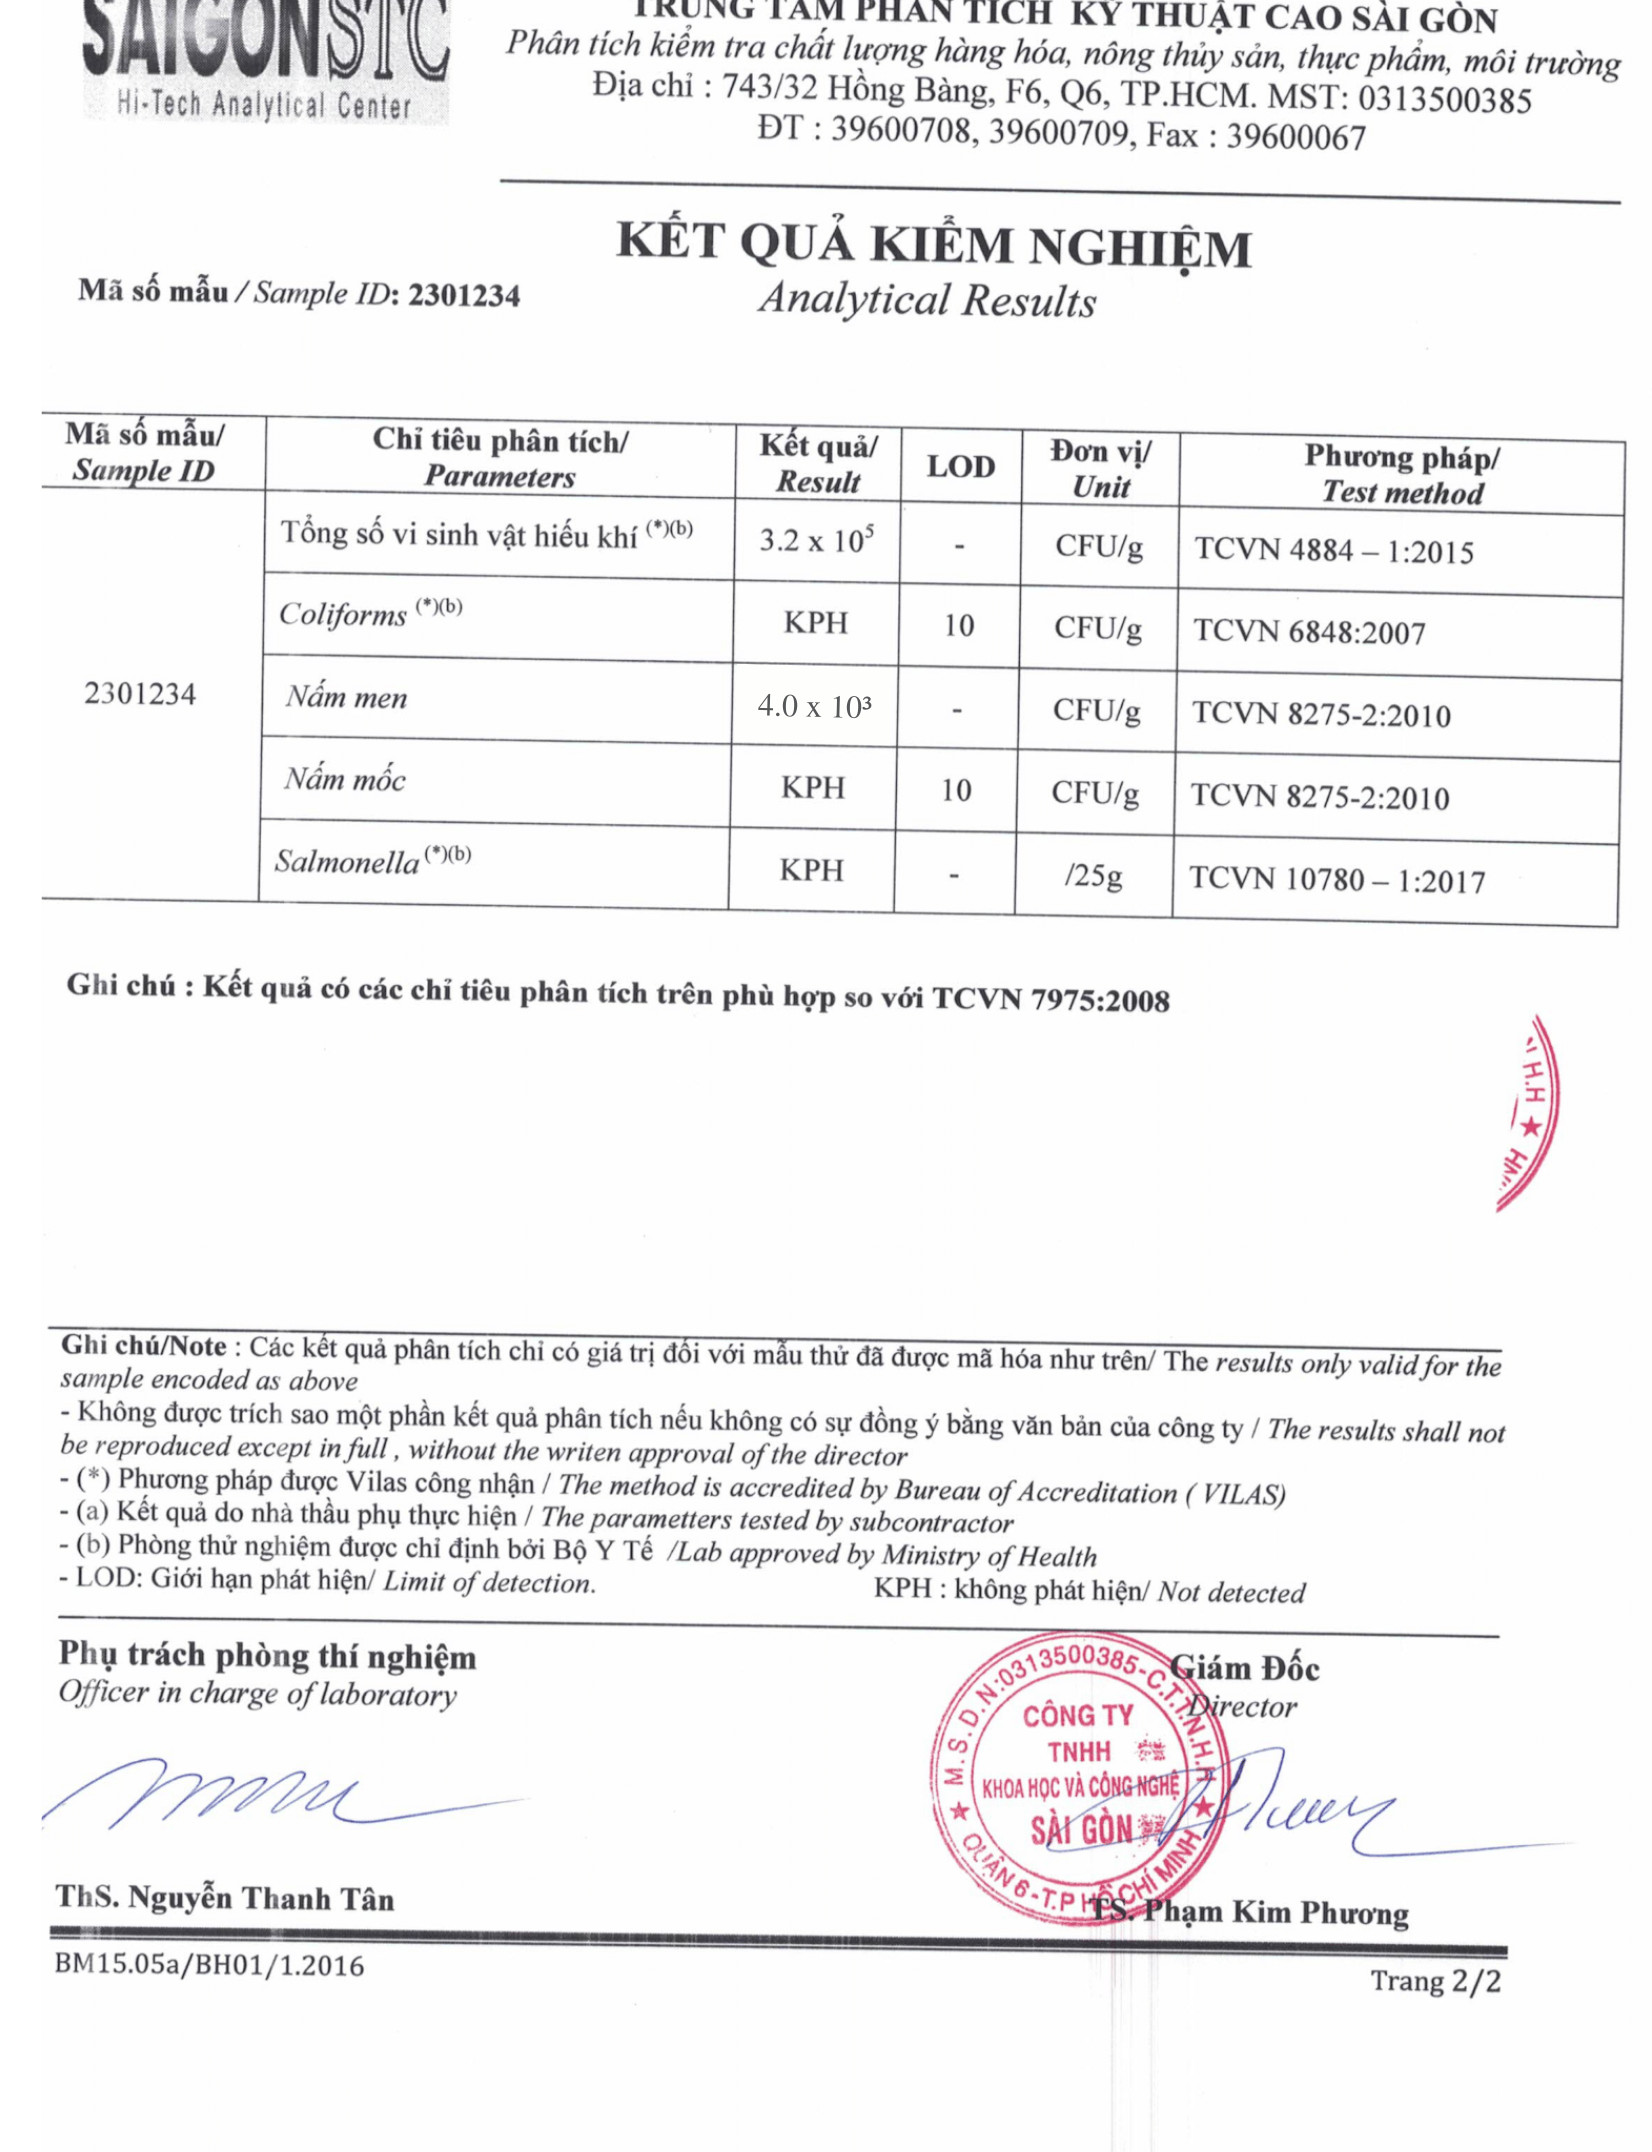 SAIGON STC
Hi-Tech Analytical Center
TRUNG TÂM PHÂN TÍCH KỸ THUẬT CAO SÀI GÒN
Phân tích kiểm tra chất lượng hàng hóa, nông thủy sản, thực phẩm, môi trường
Địa chỉ : 743/32 Hồng Bàng, F6, Q6, TP.HCM. MST: 0313500385
ĐT : 39600708, 39600709, Fax : 39600067
KẾT QUẢ KIỂM NGHIỆM
Mã số mẫu / Sample ID: 2301234
Analytical Results
Mã số mẫu/ Sample ID | Chỉ tiêu phân tích/ Parameters | Kết quả/ Result | LOD | Đơn vị/ Unit | Phương pháp/ Test method
Tổng số vi sinh vật hiếu khí (*)(b) | 3.2 x 10⁵ | - | CFU/g | TCVN 4884 – 1:2015
Coliforms (*)(b) | KPH | 10 | CFU/g | TCVN 6848:2007
2301234 | Nấm men | 4.0 x 10³ | - | CFU/g | TCVN 8275-2:2010
Nấm mốc | KPH | 10 | CFU/g | TCVN 8275-2:2010
Salmonella (*)(b) | KPH | - | /25g | TCVN 10780 – 1:2017
Ghi chú : Kết quả có các chỉ tiêu phân tích trên phù hợp so với TCVN 7975:2008
Ghi chú/Note : Các kết quả phân tích chỉ có giá trị đối với mẫu thử đã được mã hóa như trên/ The results only valid for the
sample encoded as above
- Không được trích sao một phần kết quả phân tích nếu không có sự đồng ý bằng văn bản của công ty / The results shall not
be reproduced except in full , without the writen approval of the director
- (*) Phương pháp được Vilas công nhận / The method is accredited by Bureau of Accreditation ( VILAS)
- (a) Kết quả do nhà thầu phụ thực hiện / The parametters tested by subcontractor
- (b) Phòng thử nghiệm được chỉ định bởi Bộ Y Tế /Lab approved by Ministry of Health
- LOD: Giới hạn phát hiện/ Limit of detection. KPH : không phát hiện/ Not detected
Phụ trách phòng thí nghiệm
Officer in charge of laboratory
Giám Đốc
Director
M.S.D.N:0313500385-C.T.T.N.H.H
CÔNG TY
TNHH
KHOA HỌC VÀ CÔNG NGHỆ
SÀI GÒN
QUẬN 6-T.P HỒ CHÍ MINH
ThS. Nguyễn Thanh Tân
TS. Phạm Kim Phương
BM15.05a/BH01/1.2016
Trang 2/2